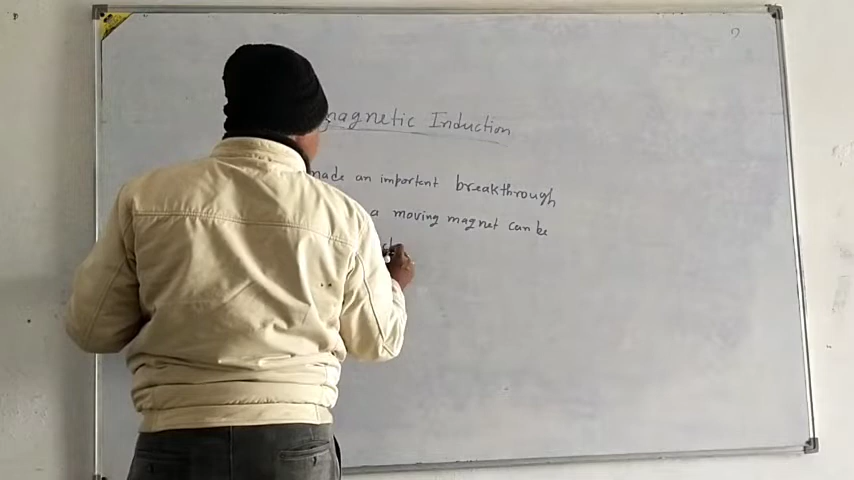 magnetic Induction
made an important breakthrough
a moving magnet can be